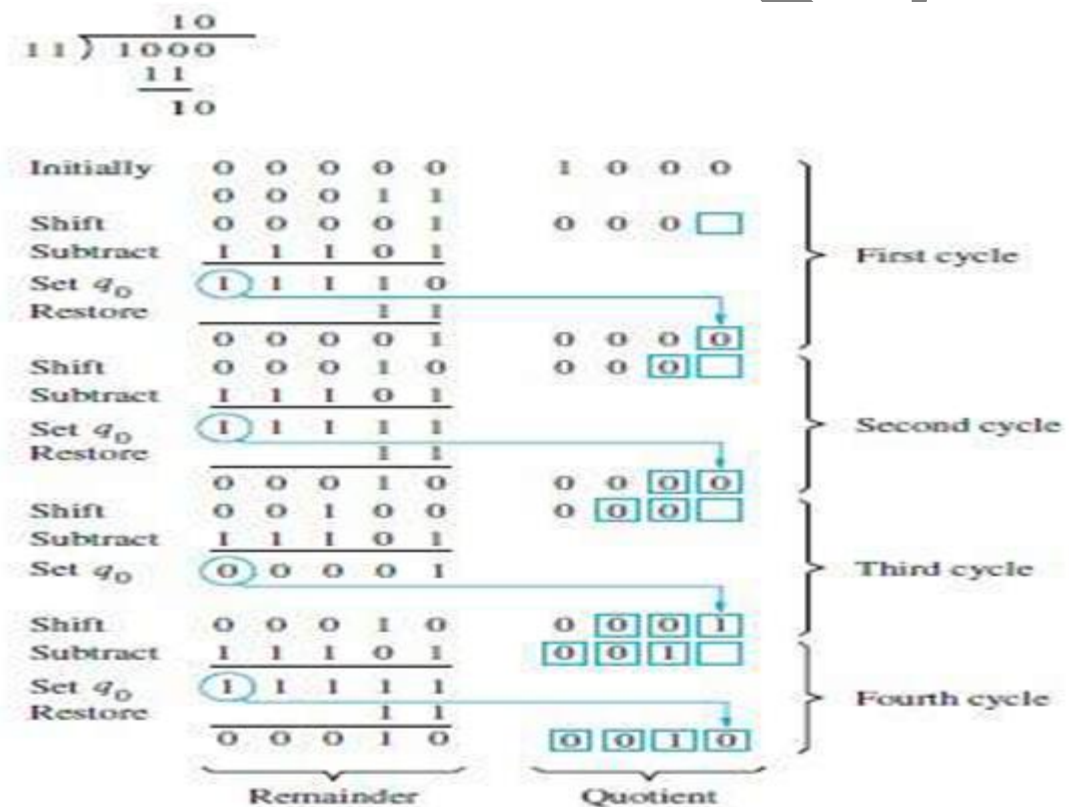 10
11) 1000
11
10
Initially 0 0 0 0 0 1 0 0 0
0 0 0 1 1
Shift 0 0 0 0 1 0 0 0
Subtract 1 1 1 0 1
First cycle
Set q0 1 1 1 1 0
Restore 1 1
0 0 0 0 1 0 0 0 0
Shift 0 0 0 1 0 0 0 0
Subtract 1 1 1 0 1
Set q0 1 1 1 1 1 Second cycle
Restore 1 1
0 0 0 1 0 0 0 0 0
Shift 0 0 1 0 0 0 0 0
Subtract 1 1 1 0 1
Set q0 0 0 0 0 1 Third cycle
Shift 0 0 0 1 0 0 0 0 1
Subtract 1 1 1 0 1 0 0 1
Set q0 1 1 1 1 1 Fourth cycle
Restore 1 1
0 0 0 1 0 0 0 1 0
Remainder Quotient